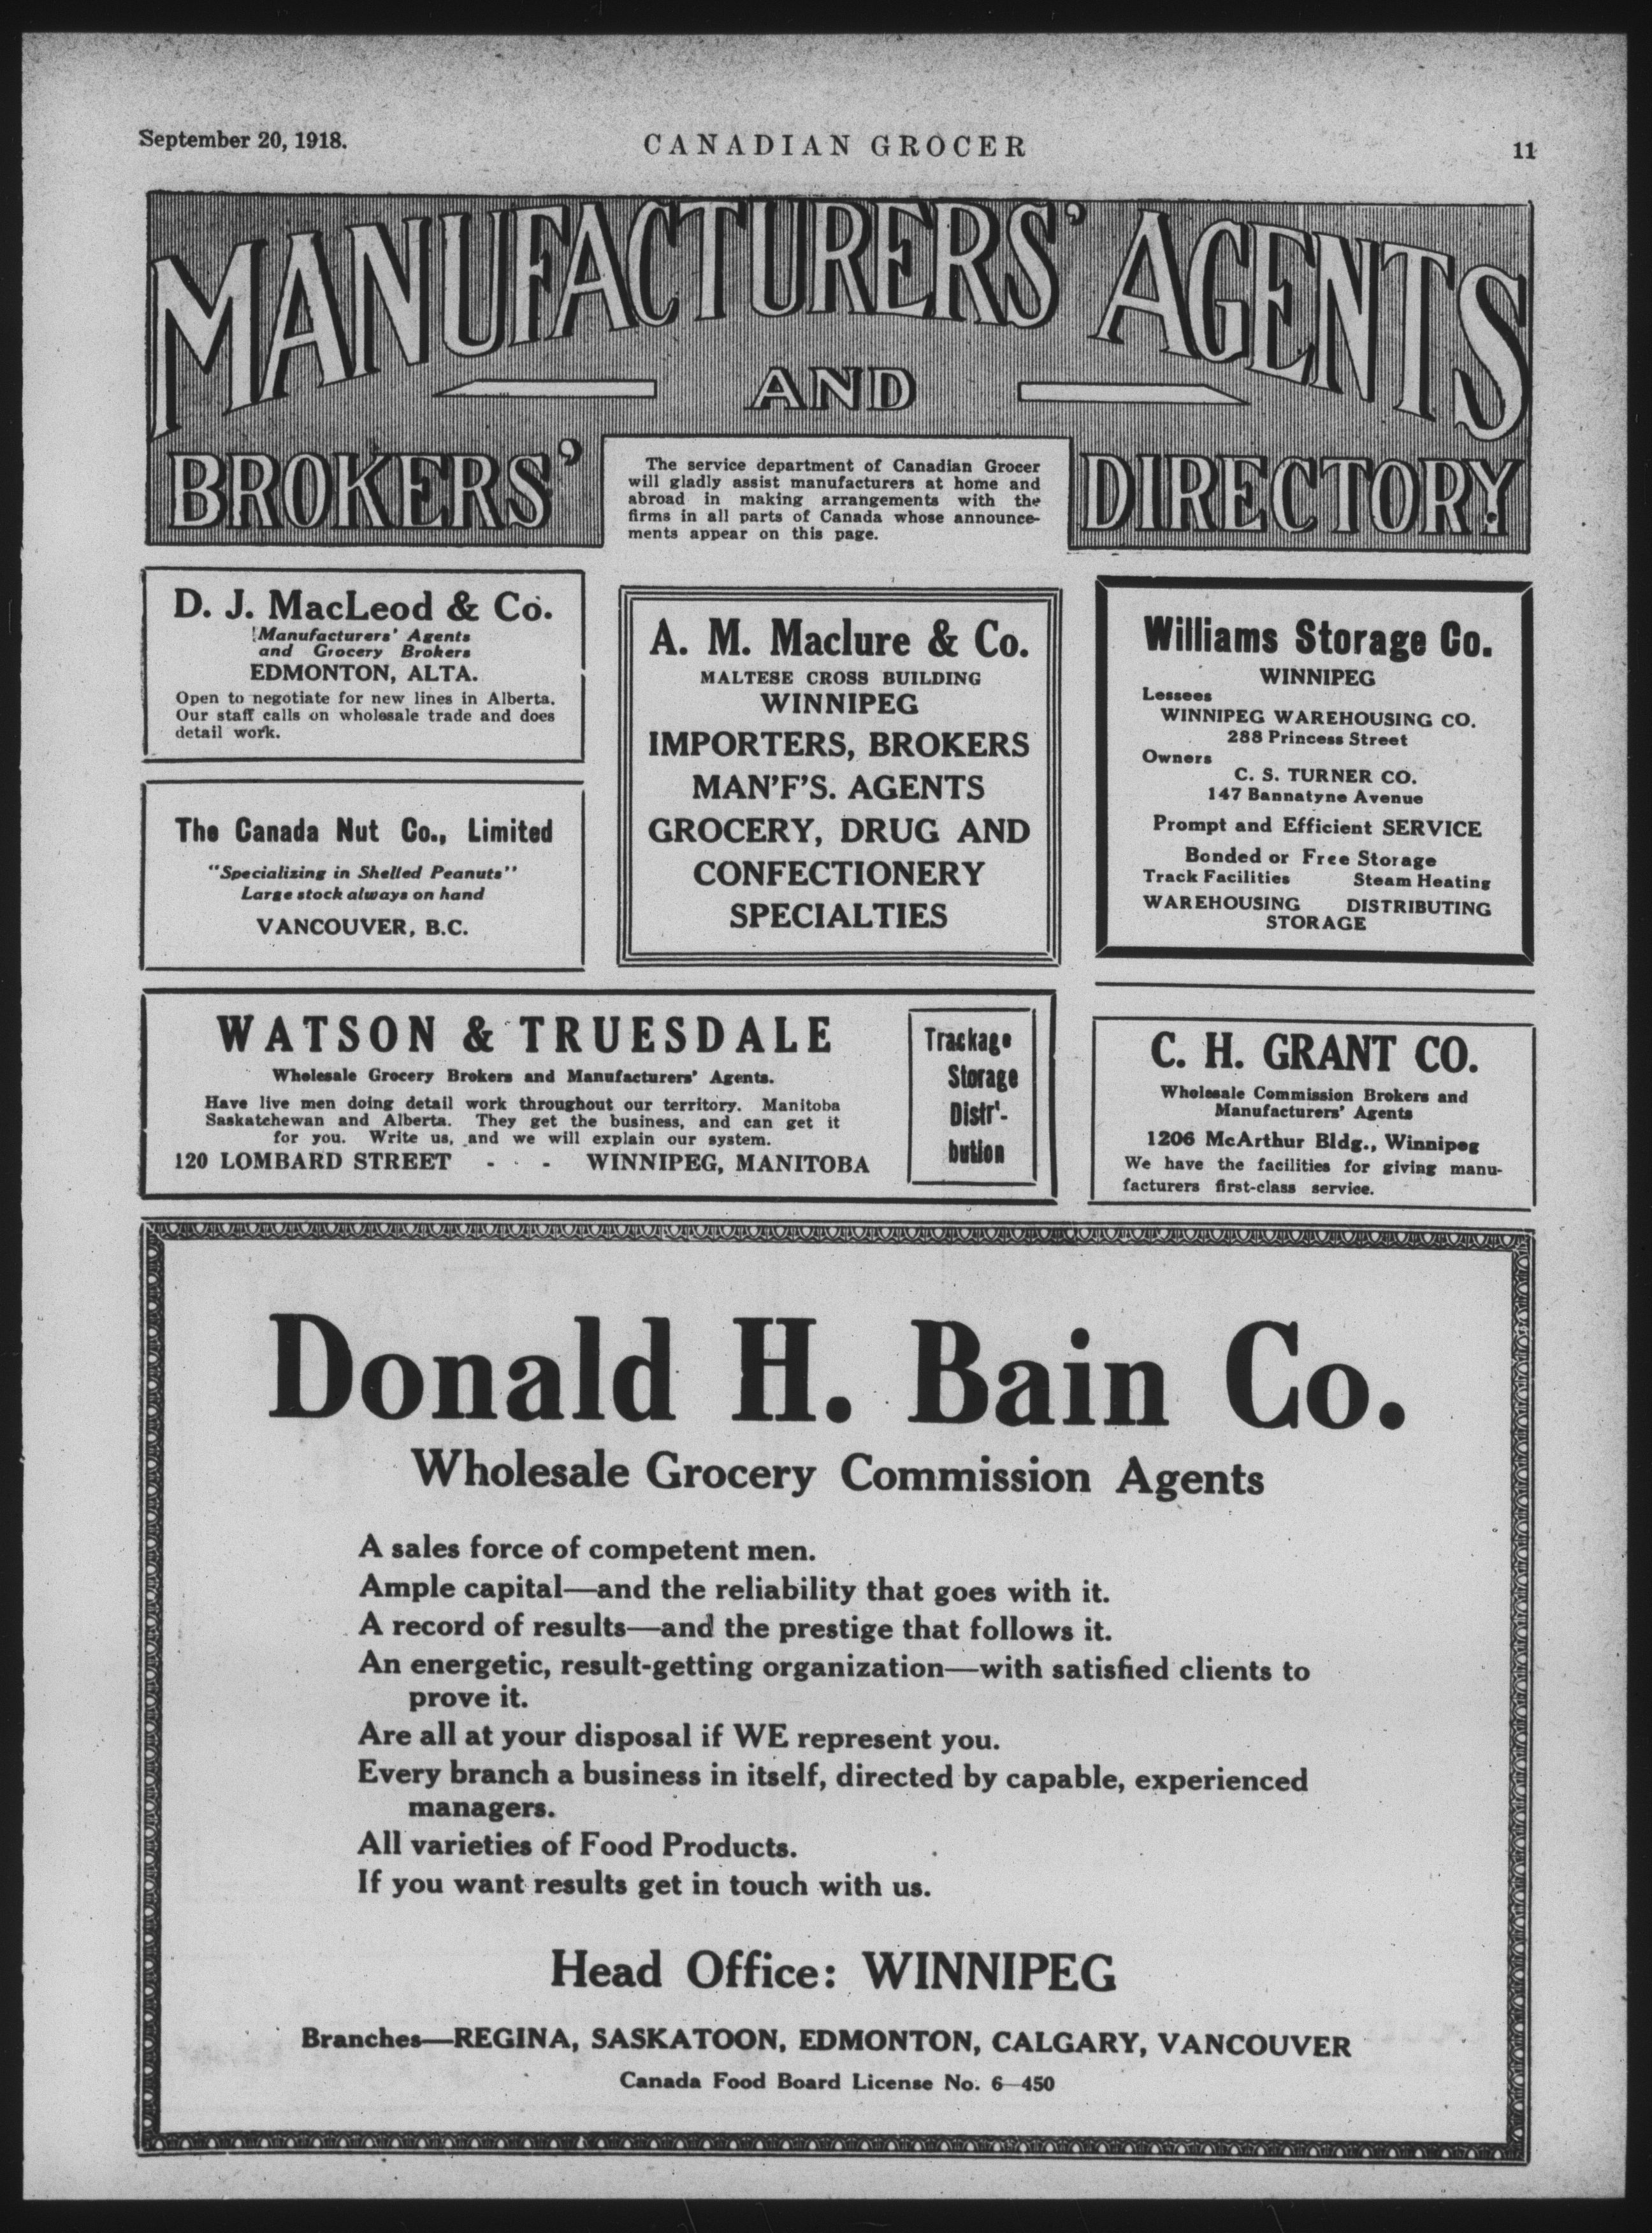 September 20, 1918.
CANADIAN GROCER
11
MANUFACTURERS' AGENTS
AND
BROKERS' DIRECTORY
The service department of Canadian Grocer
will gladly assist manufacturers at home and
abroad in making arrangements with the
firms in all parts of Canada whose announce-
ments appear on this page.
D. J. MacLeod & Co.
Manufacturers' Agents
and Grocery Brokers
EDMONTON, ALTA.
Open to negotiate for new lines in Alberta.
Our staff calls on wholesale trade and does
detail work.
The Canada Nut Co., Limited
"Specializing in Shelled Peanuts"
Large stock always on hand
VANCOUVER, B.C.
A. M. Maclure & Co.
MALTESE CROSS BUILDING
WINNIPEG
IMPORTERS, BROKERS
MAN'F'S. AGENTS
GROCERY, DRUG AND
CONFECTIONERY
SPECIALTIES
Williams Storage Co.
WINNIPEG
Lessees
WINNIPEG WAREHOUSING CO.
288 Princess Street
Owners
C. S. TURNER CO.
147 Bannatyne Avenue
Prompt and Efficient SERVICE
Bonded or Free Storage
Track Facilities Steam Heating
WAREHOUSING DISTRIBUTING
STORAGE
WATSON & TRUESDALE
Wholesale Grocery Brokers and Manufacturers' Agents.
Have live men doing detail work throughout our territory. Manitoba
Saskatchewan and Alberta. They get the business, and can get it
for you. Write us, and we will explain our system.
120 LOMBARD STREET - - - WINNIPEG, MANITOBA
Trackage
Storage
Distri-
bution
C. H. GRANT CO.
Wholesale Commission Brokers and
Manufacturers' Agents
1206 McArthur Bldg., Winnipeg
We have the facilities for giving manu-
facturers first-class service.
Donald H. Bain Co.
Wholesale Grocery Commission Agents
A sales force of competent men.
Ample capital—and the reliability that goes with it.
A record of results—and the prestige that follows it.
An energetic, result-getting organization—with satisfied clients to
prove it.
Are all at your disposal if WE represent you.
Every branch a business in itself, directed by capable, experienced
managers.
All varieties of Food Products.
If you want results get in touch with us.
Head Office: WINNIPEG
Branches—REGINA, SASKATOON, EDMONTON, CALGARY, VANCOUVER
Canada Food Board License No. 6—450